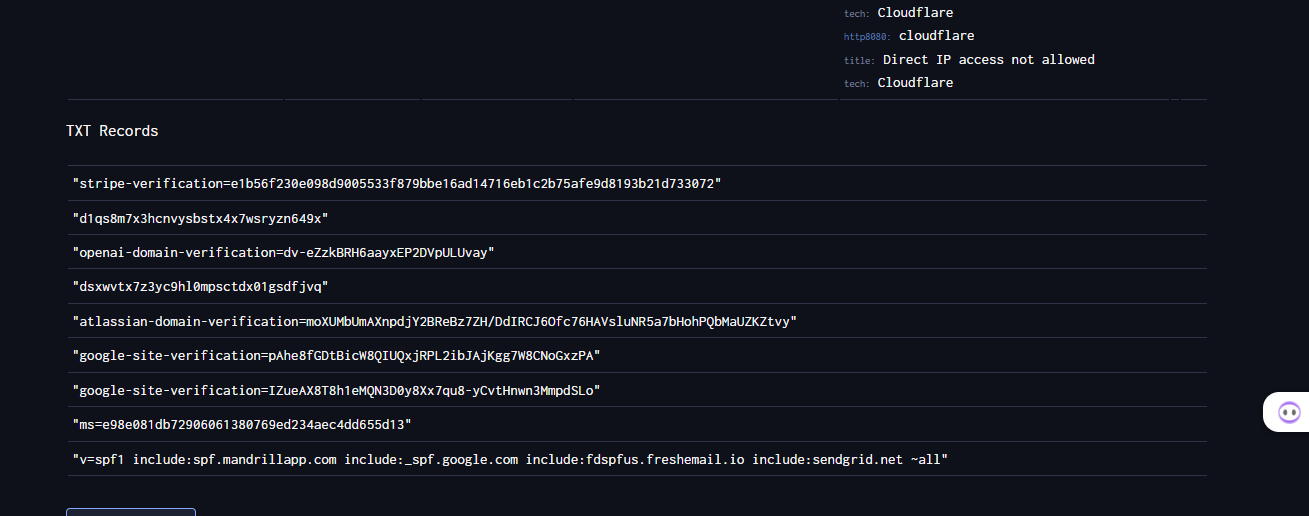 tech: Cloudflare
http8080: cloudflare
title: Direct IP access not allowed
tech: Cloudflare
TXT Records
"stripe-verification=e1b56f230e098d9005533f879bbe16ad14716eb1c2b75afe9d8193b21d733072"
"d1qs8m7x3hcnvysbstx4x7wsryzn649x"
"openai-domain-verification=dv-eZzkBRH6aayxEP2DVpULUvay"
"dsxwvtx7z3yc9hl0mpsctdx01gsdfjvq"
"atlassian-domain-verification=moXUMbUmAXnpdjY2BReBz7ZH/DdIRCJ6Ofc76HAVsluNR5a7bHohPQbMaUZKZtvy"
"google-site-verification=pAhe8fGDtBicW8QIUQxjRPL2ibJAjKgg7W8CNoGxzPA"
"google-site-verification=IZueAX8T8h1eMQN3D0y8Xx7qu8-yCvtHnwn3MmpdSLo"
"ms=e98e081db72906061380769ed234aec4dd655d13"
"v=spf1 include:spf.mandrillapp.com include:_spf.google.com include:fdspfus.freshemail.io include:sendgrid.net ~all"